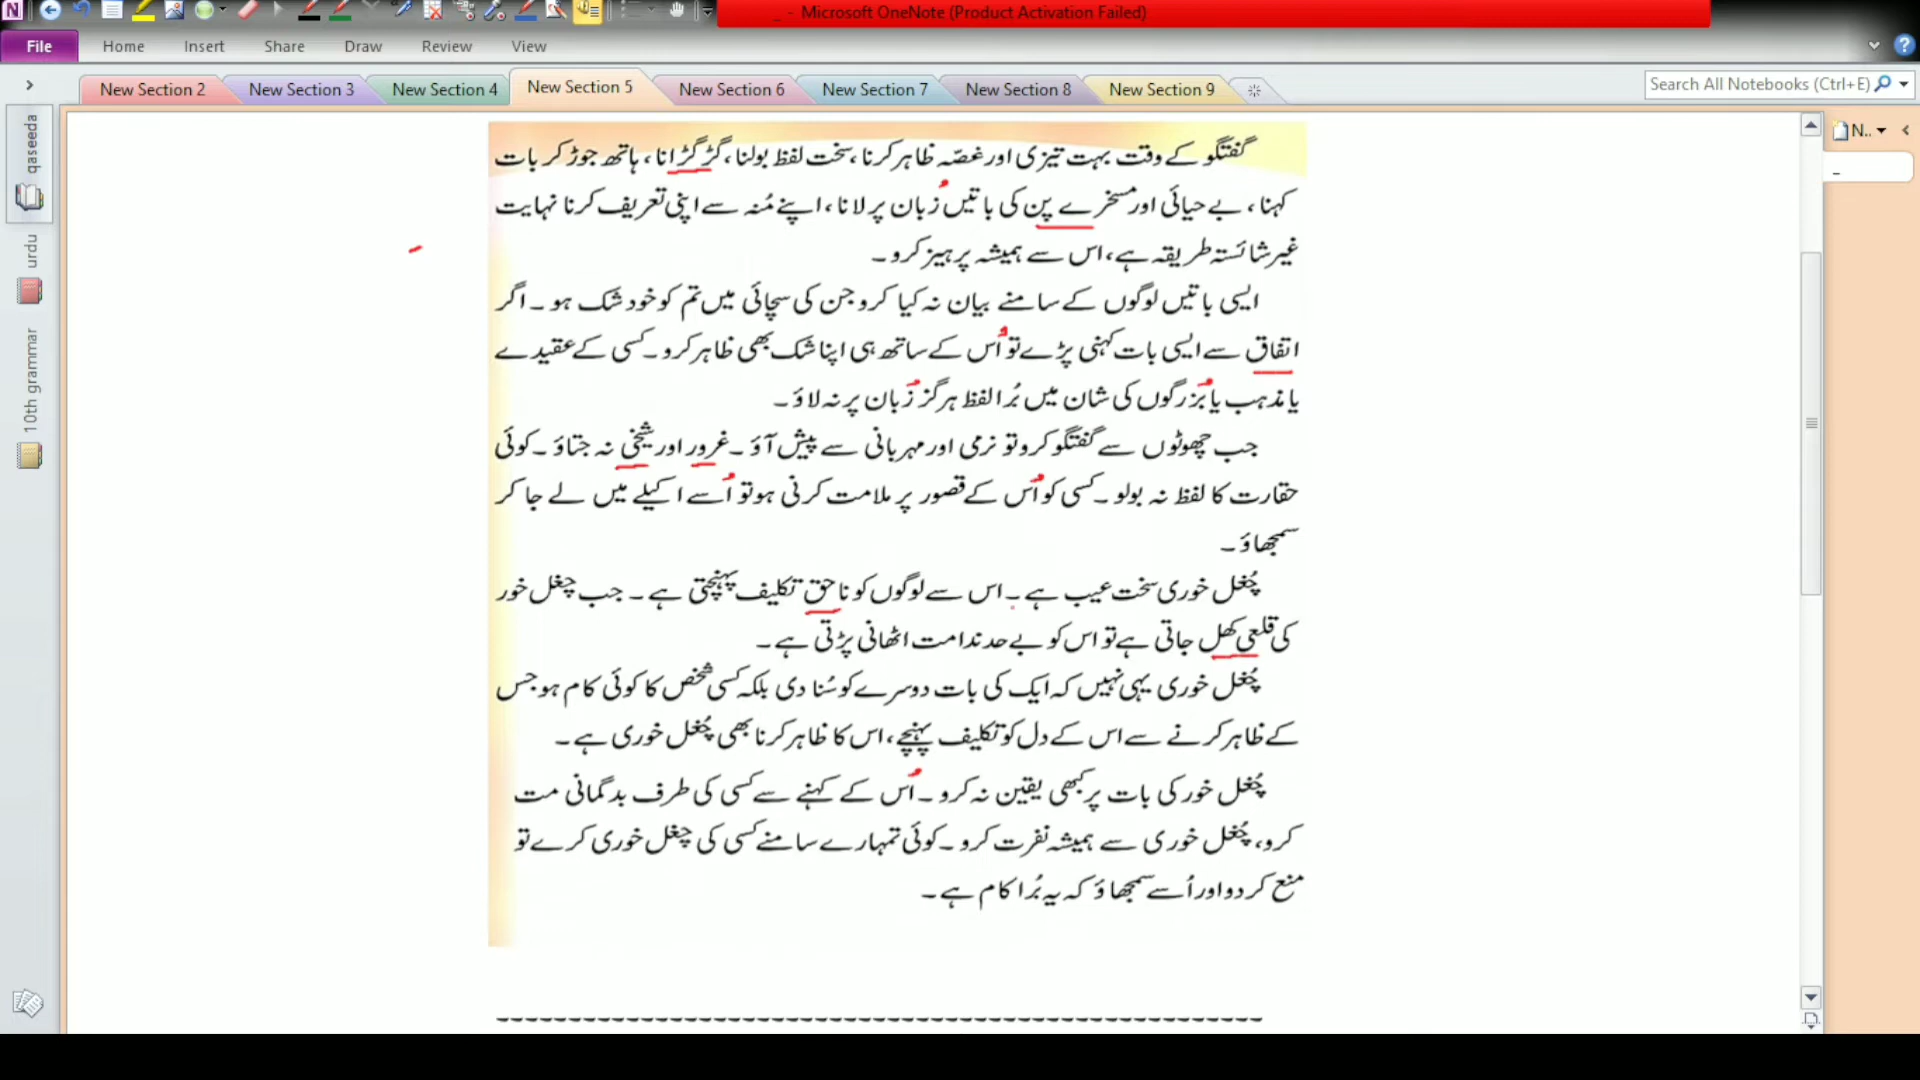 - Microsoft OneNote (Product Activation Failed)
File Home Insert Share Draw Review View
New Section 2 New Section 3 New Section 4 New Section 5 New Section 6 New Section 7 New Section 8 New Section 9
Search All Notebooks (Ctrl+E)
N..
qaseeda
urdu
10th grammar
گفتگو کے وقت بہت تیزی اور غصّہ ظاہر کرنا، سخت لفظ بولنا، گڑ گڑانا، ہاتھ جوڑ کر بات
کہنا، بے حیائی اور مسخرے پن کی باتیں زُبان پر لانا، اپنے مُنہ سے اپنی تعریف کرنا نہایت
غیر شائستہ طریقہ ہے، اس سے ہمیشہ پرہیز کرو۔
ایسی باتیں لوگوں کے سامنے بیان نہ کیا کرو جن کی سچائی میں تم کو خود شک ہو۔ اگر
اتفاق سے ایسی بات کہنی پڑے تو اُس کے ساتھ ہی اپنا شک بھی ظاہر کرو۔ کسی کے عقیدے
یا مذہب یا بُزرگوں کی شان میں بُرا لفظ ہرگز زُبان پر نہ لاؤ۔
جب چھوٹوں سے گفتگو کرو تو نرمی اور مہربانی سے پیش آؤ۔ غرور اور شیخی نہ جتاؤ۔ کوئی
حقارت کا لفظ نہ بولو۔ کسی کو اُس کے قصور پر ملامت کرنی ہو تو اُسے اکیلے میں لے جا کر
سمجھاؤ۔
چُغل خوری سخت عیب ہے۔ اس سے لوگوں کو ناحق تکلیف پہنچتی ہے۔ جب چغل خور
کی قلعی کھل جاتی ہے تو اس کو بے حد ندامت اٹھانی پڑتی ہے۔
چُغل خوری یہی نہیں کہ ایک کی بات دوسرے کو سُنا دی بلکہ کسی شخص کا کوئی کام ہو جس
کے ظاہر کرنے سے اس کے دل کو تکلیف پہنچے، اس کا ظاہر کرنا بھی چُغل خوری ہے۔
چُغل خور کی بات پر کبھی یقین نہ کرو۔ اُس کے کہنے سے کسی کی طرف بدگمانی مت
کرو، چُغل خوری سے ہمیشہ نفرت کرو۔ کوئی تمہارے سامنے کسی کی چغل خوری کرے تو
منع کر دو اور اُسے سمجھاؤ کہ یہ بُرا کام ہے۔